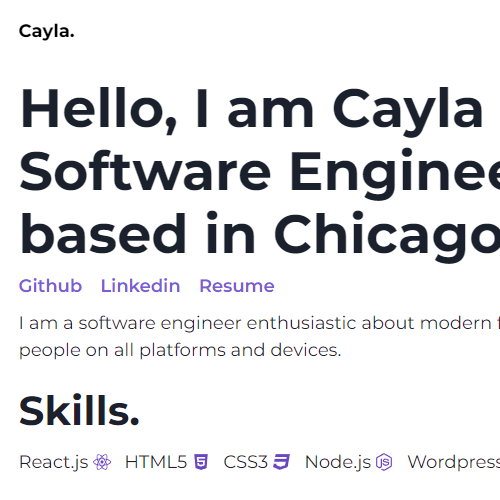 Cayla.
Hello, I am Cayla
Software Enginee
based in Chicago
Github Linkedin Resume
I am a software engineer enthusiastic about modern f
people on all platforms and devices.
Skills.
React.js HTML5 CSS3 Node.js Wordpress